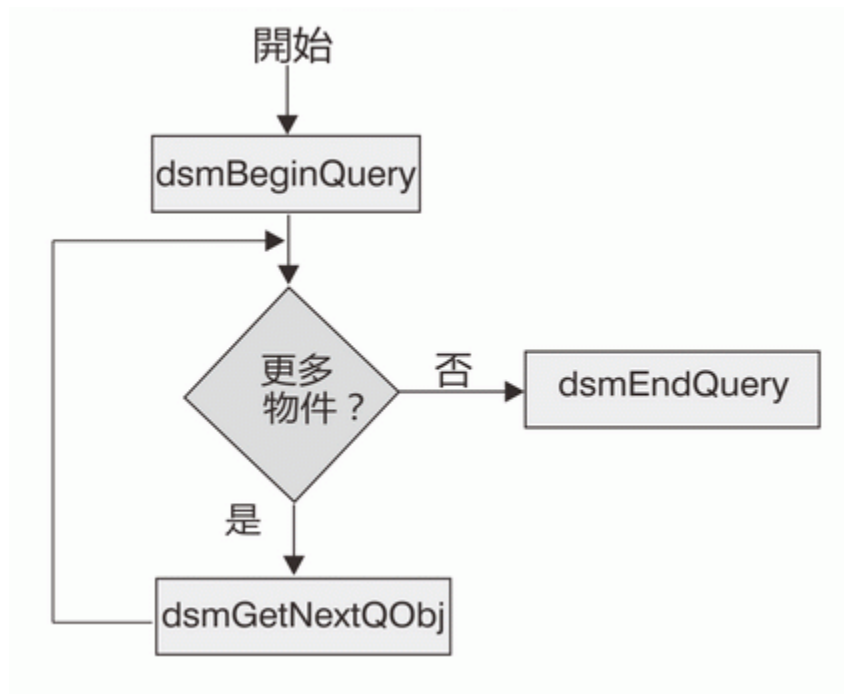 開始
dsmBeginQuery
更多
物件？
否
dsmEndQuery
是
dsmGetNextQObj